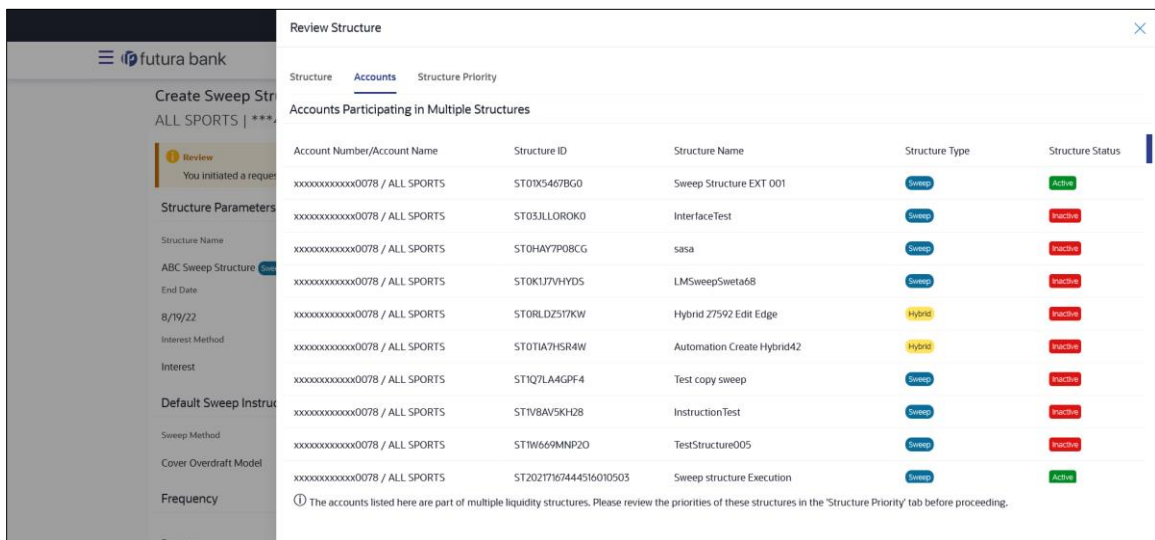 Review Structure
futura bank
Structure Accounts Structure Priority
Create Sweep
ALL SPORTS | ***
Accounts Participating in Multiple Structures
Review
You initiated a
Structure Parameters
Structure Name
ABC Sweep Structure
End Date
8/19/22
Interest Method
Interest
Default Sweep
Sweep Method
Cover Overdraft Model
Frequency
Account Number/Account Name Structure ID Structure Name Structure Type Structure Status
xxxxxxxxxxxx0078 / ALL SPORTS ST01X5467BG0 Sweep Structure EXT 001 Sweep Active
xxxxxxxxxxxx0078 / ALL SPORTS ST03JLLOROK0 InterfaceTest Sweep Inactive
xxxxxxxxxxxx0078 / ALL SPORTS ST0HAY7P08CG sasa Sweep Inactive
xxxxxxxxxxxx0078 / ALL SPORTS ST0K1J7VHYDS LMSweepSweta68 Sweep Inactive
xxxxxxxxxxxx0078 / ALL SPORTS ST0RLDZ517KW Hybrid 27592 Edit Edge Hybrid Inactive
xxxxxxxxxxxx0078 / ALL SPORTS ST0TIA7HSR4W Automation Create Hybrid42 Hybrid Inactive
xxxxxxxxxxxx0078 / ALL SPORTS ST1Q7LA4GPF4 Test copy sweep Sweep Inactive
xxxxxxxxxxxx0078 / ALL SPORTS ST1V8AV5KH28 InstructionTest Sweep Inactive
xxxxxxxxxxxx0078 / ALL SPORTS ST1W669MNP2O TestStructure005 Sweep Inactive
xxxxxxxxxxxx0078 / ALL SPORTS ST20217167444516010503 Sweep structure Execution Sweep Active
The accounts listed here are part of multiple liquidity structures. Please review the priorities of these structures in the 'Structure Priority' tab before proceeding.